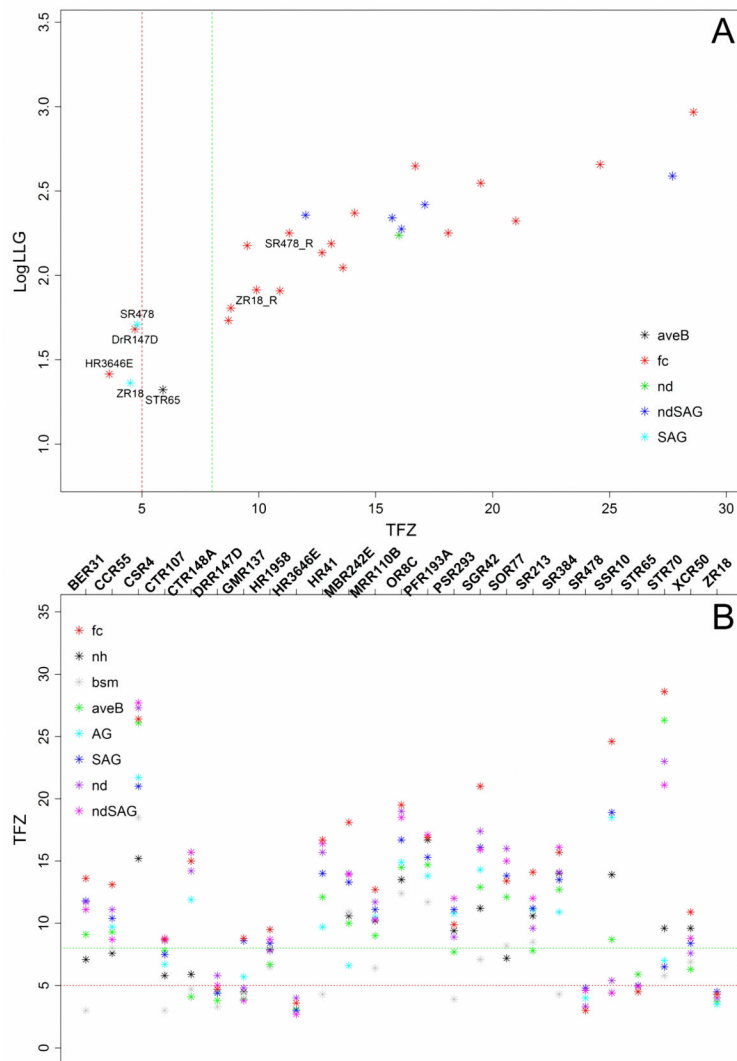 A
3.5
3.0
2.5
2.0
1.5
1.0
LogLLG
SR478_R
ZR18_R
SR478
DrR147D
HR3646E
ZR18
STR65
aveB
fc
nd
ndSAG
SAG
5 10 15 20 25 30
TFZ
BER31 CCR55 CSR4 CTR107 CTR148A DRR147D GMR137 HR1958 HR3646E HR41 MBR242E MRR110B OR8C PFR193A PSR293 SGR42 SOR77 SR213 SR384 SR478 SSR10 STR65 STR70 XCR50 ZR18
B
35
30
25
20
15
10
5
0
TFZ
fc
nh
bsm
aveB
AG
SAG
nd
ndSAG